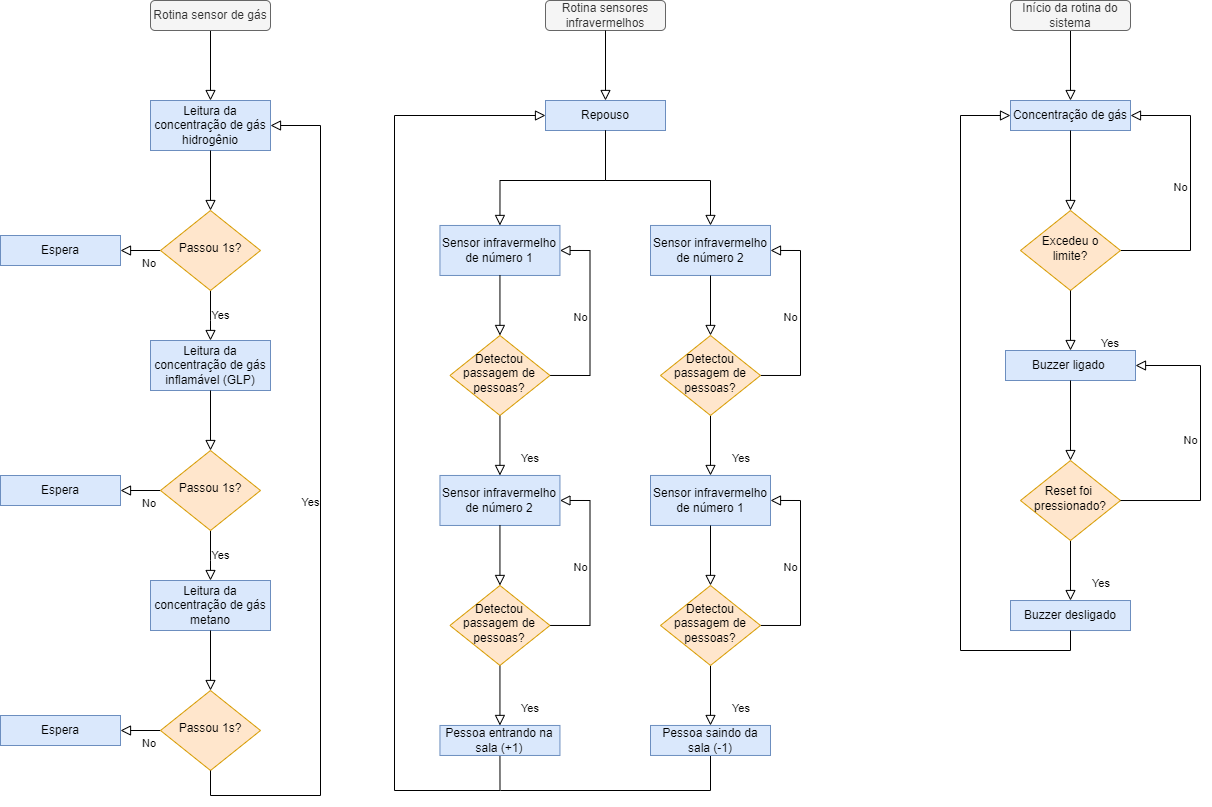 Rotina sensor de gás
Leitura da
concentração de gás
hidrogênio
Passou 1s?
Espera
No
Yes
Leitura da
concentração de gás
inflamável (GLP)
Passou 1s?
Espera
No
Yes
Yes
Leitura da
concentração de gás
metano
Passou 1s?
Espera
No
Rotina sensores
infravermelhos
Repouso
Sensor infravermelho
de número 1
No
Detectou
passagem de
pessoas?
Yes
Sensor infravermelho
de número 2
No
Detectou
passagem de
pessoas?
Yes
Pessoa entrando na
sala (+1)
Sensor infravermelho
de número 2
No
Detectou
passagem de
pessoas?
Yes
Sensor infravermelho
de número 1
No
Detectou
passagem de
pessoas?
Yes
Pessoa saindo da
sala (-1)
Início da rotina do
sistema
Concentração de gás
No
Excedeu o
limite?
Yes
Buzzer ligado
No
Reset foi
pressionado?
Yes
Buzzer desligado